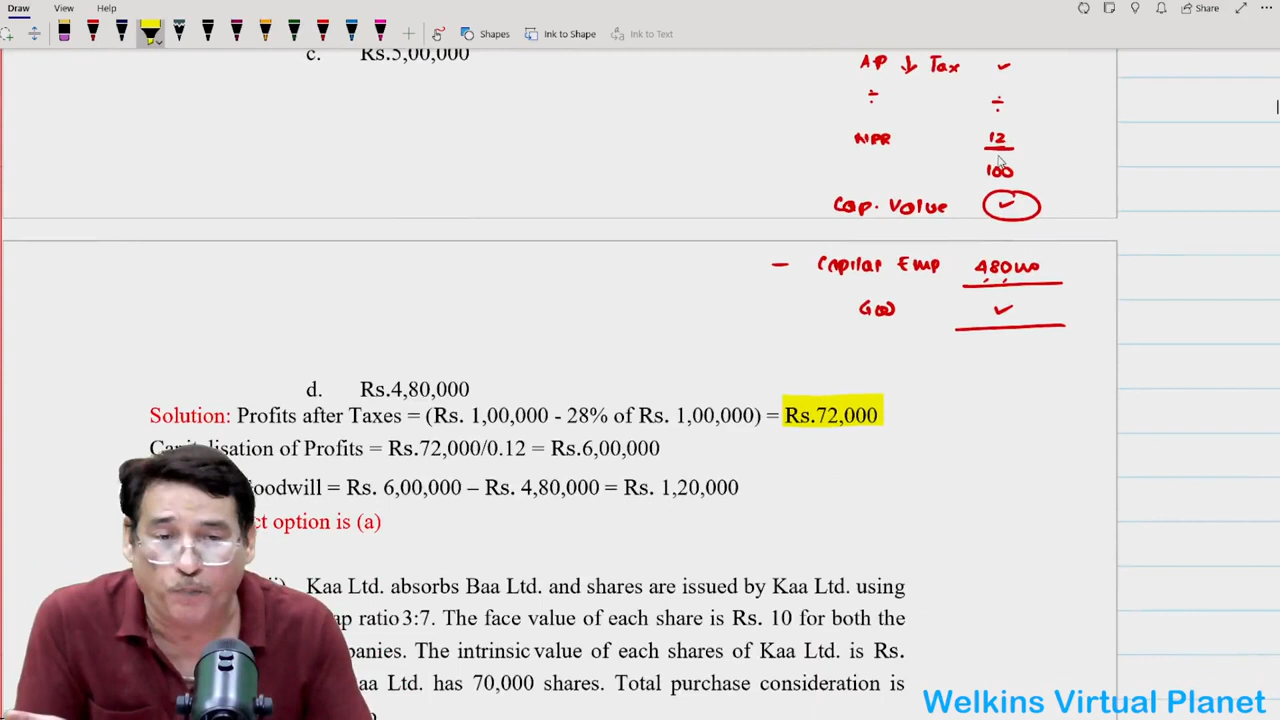 Draw View Help
Share
Shapes Ink to Shape Ink to Text
c. Rs.5,00,000
AP ↓ Tax ✓
÷ ÷
NPR 12
100
Cap. Value ✓
- Capital Emp 480000
G/W ✓
d. Rs.4,80,000
Solution: Profits after Taxes = (Rs. 1,00,000 - 28% of Rs. 1,00,000) = Rs.72,000
of Profits = Rs.72,000/0.12 = Rs.6,00,000
= Rs. 6,00,000 – Rs. 4,80,000 = Rs. 1,20,000
option is (a)
Kaa Ltd. absorbs Baa Ltd. and shares are issued by Kaa Ltd. using
ratio 3:7. The face value of each share is Rs. 10 for both the
The intrinsic value of each shares of Kaa Ltd. is Rs.
Ltd. has 70,000 shares. Total purchase consideration is
Welkins Virtual Planet